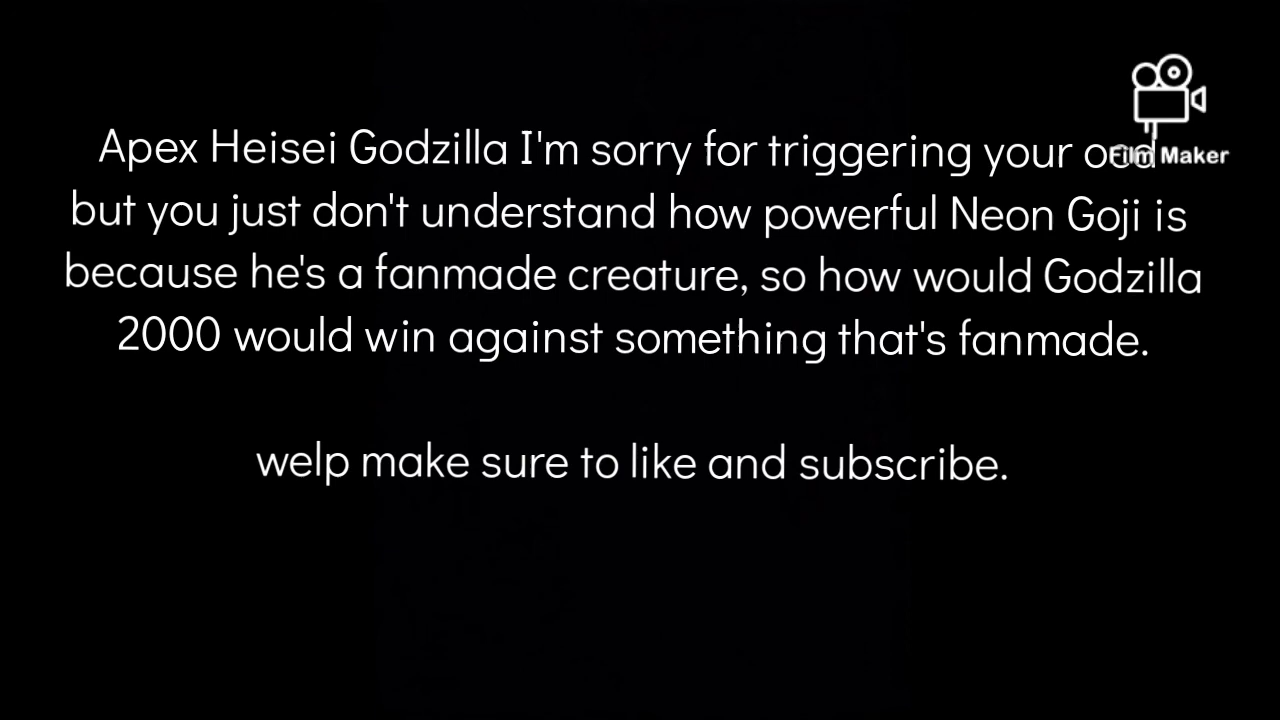 Apex Heisei Godzilla I'm sorry for triggering your ocd
but you just don't understand how powerful Neon Goji is
because he's a fanmade creature, so how would Godzilla
2000 would win against something that's fanmade.
welp make sure to like and subscribe.
Film Maker